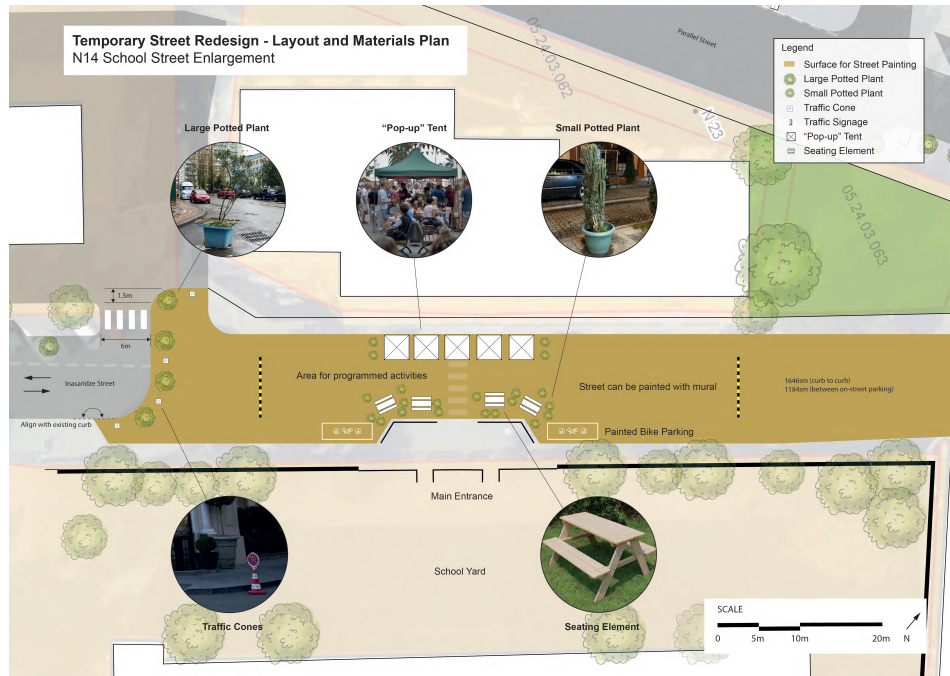 Temporary Street Redesign - Layout and Materials Plan
N14 School Street Enlargement
05.24.03.062
Parallel Street
N 23
05.24.03.063
Legend
Surface for Street Painting
Large Potted Plant
Small Potted Plant
Traffic Cone
Traffic Signage
“Pop-up” Tent
Seating Element
Large Potted Plant
“Pop-up” Tent
Small Potted Plant
1.5m
6m
Inasaridze Street
Align with existing curb
Area for programmed activities
Street can be painted with mural
1646sm (curb to curb)
1184sm (between on-street parking)
Painted Bike Parking
Main Entrance
School Yard
Traffic Cones
Seating Element
SCALE
0 5m 10m 20m
N